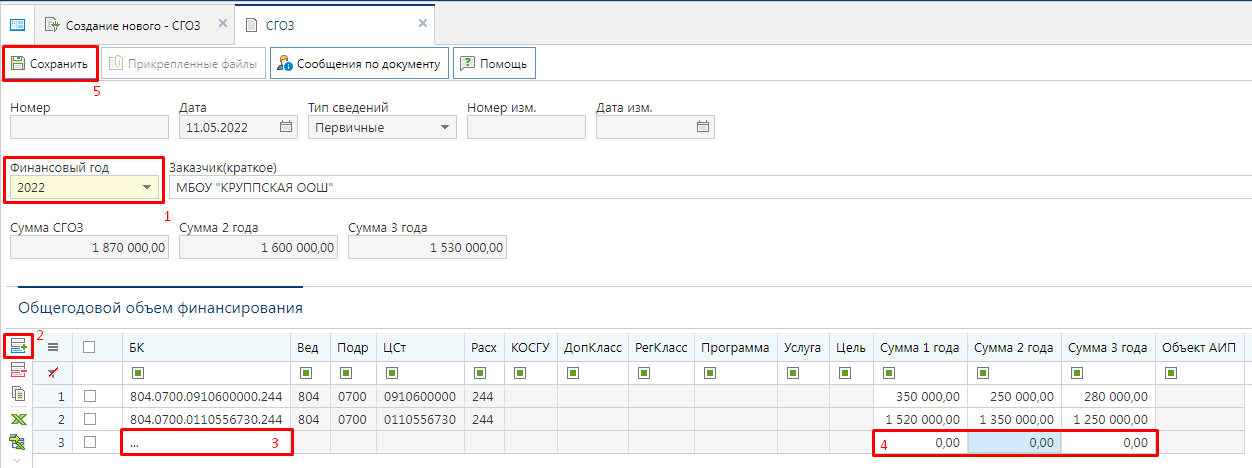 Создание нового - СГОЗ СГОЗ
Сохранить Прикрепленные файлы Сообщения по документу Помощь
5
Номер Дата Тип сведений Номер изм. Дата изм.
11.05.2022 Первичные
Финансовый год Заказчик(краткое)
2022 МБОУ "КРУППСКАЯ ООШ"
1
Сумма СГОЗ Сумма 2 года Сумма 3 года
1 870 000,00 1 600 000,00 1 530 000,00
Общегодовой объем финансирования
2
БК Вед Подр ЦСт Расх КОСГУ ДопКласс РегКласс Программа Услуга Цель Сумма 1 года Сумма 2 года Сумма 3 года Объект АИП
1 804.0700.0910600000.244 804 0700 0910600000 244 350 000,00 250 000,00 280 000,00
2 804.0700.0110556730.244 804 0700 0110556730 244 1 520 000,00 1 350 000,00 1 250 000,00
3 ... 3 4 0,00 0,00 0,00